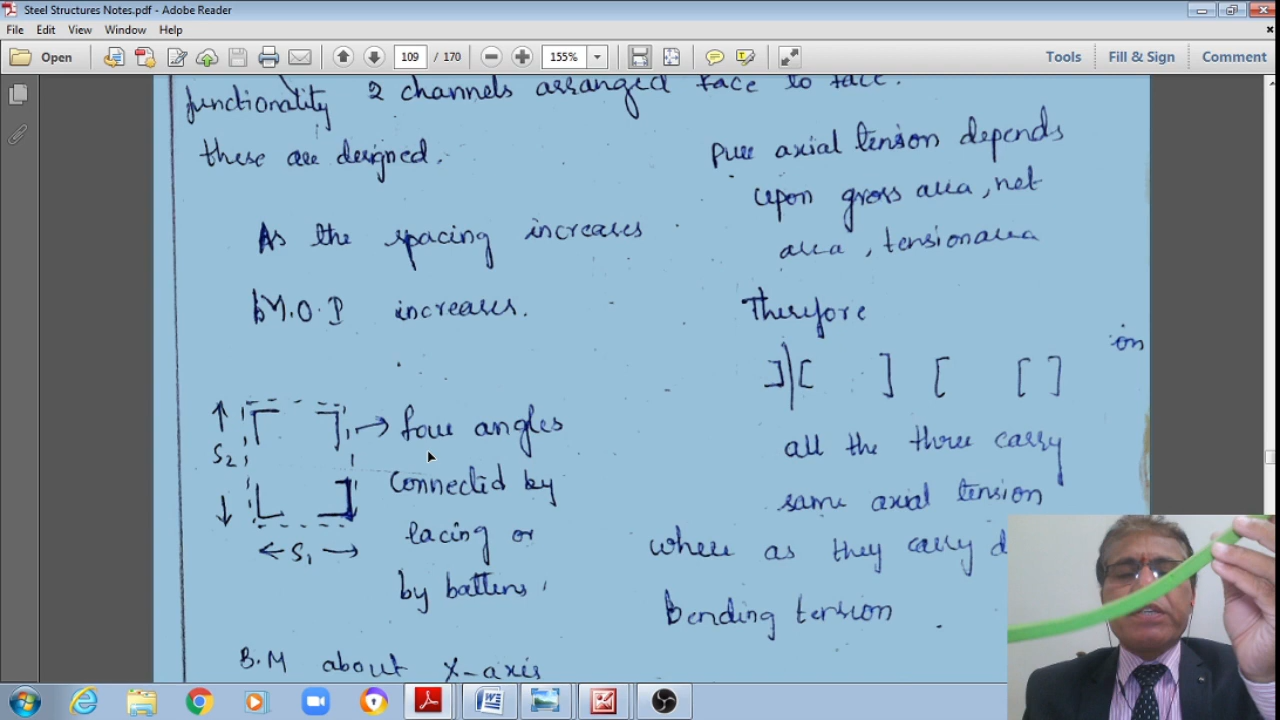 Steel Structures Notes.pdf - Adobe Reader
File Edit View Window Help
Open 109 / 170 155% Tools Fill & Sign Comment
functionality 2 channels arranged face to face.
these are designed.
As the spacing increases
M.O.I increases.
S2
four angles
connected by
lacing or
by battens.
S1
B.M about X-axis
Pure axial tension depends
upon gross area, net
area, tension area
Therefore
on
all the three carry
same axial tension
where as they carry d
Bending tension